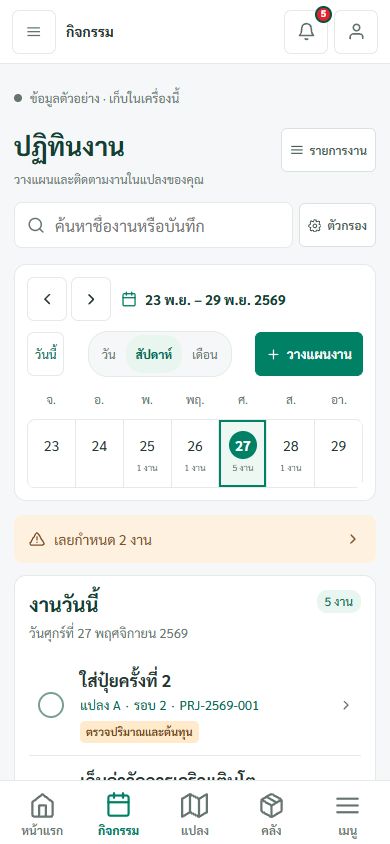 กิจกรรม
5
ข้อมูลตัวอย่าง · เก็บในเครื่องนี้
ปฏิทินงาน
รายการงาน
วางแผนและติดตามงานในแปลงของคุณ
ค้นหาชื่องานหรือบันทึก
ตัวกรอง
23 พ.ย. – 29 พ.ย. 2569
วันนี้
วัน สัปดาห์ เดือน
วางแผนงาน
จ. อ. พ. พฤ. ศ. ส. อา.
23 24 25 26 27 28 29
1 งาน 1 งาน 5 งาน 1 งาน
เลยกำหนด 2 งาน
งานวันนี้
5 งาน
วันศุกร์ที่ 27 พฤศจิกายน 2569
ใส่ปุ๋ยครั้งที่ 2
แปลง A · รอบ 2 · PRJ-2569-001
ตรวจปริมาณและต้นทุน
หน้าแรก กิจกรรม แปลง คลัง เมนู